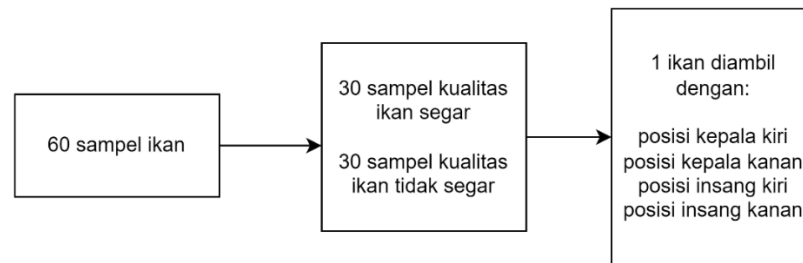 60 sampel ikan
30 sampel kualitas
ikan segar
30 sampel kualitas
ikan tidak segar
1 ikan diambil
dengan:
posisi kepala kiri
posisi kepala kanan
posisi insang kiri
posisi insang kanan